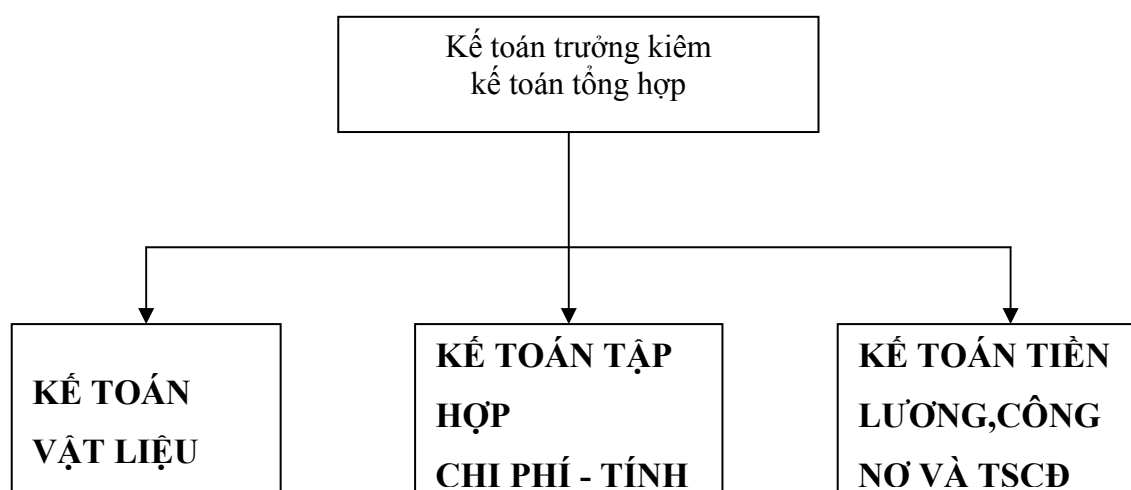 Kế toán trưởng kiêm
kế toán tổng hợp
KẾ TOÁN
VẬT LIỆU
KẾ TOÁN TẬP
HỢP
CHI PHÍ - TÍNH
KẾ TOÁN TIỀN
LƯƠNG,CÔNG
NƠ VÀ TSCĐ